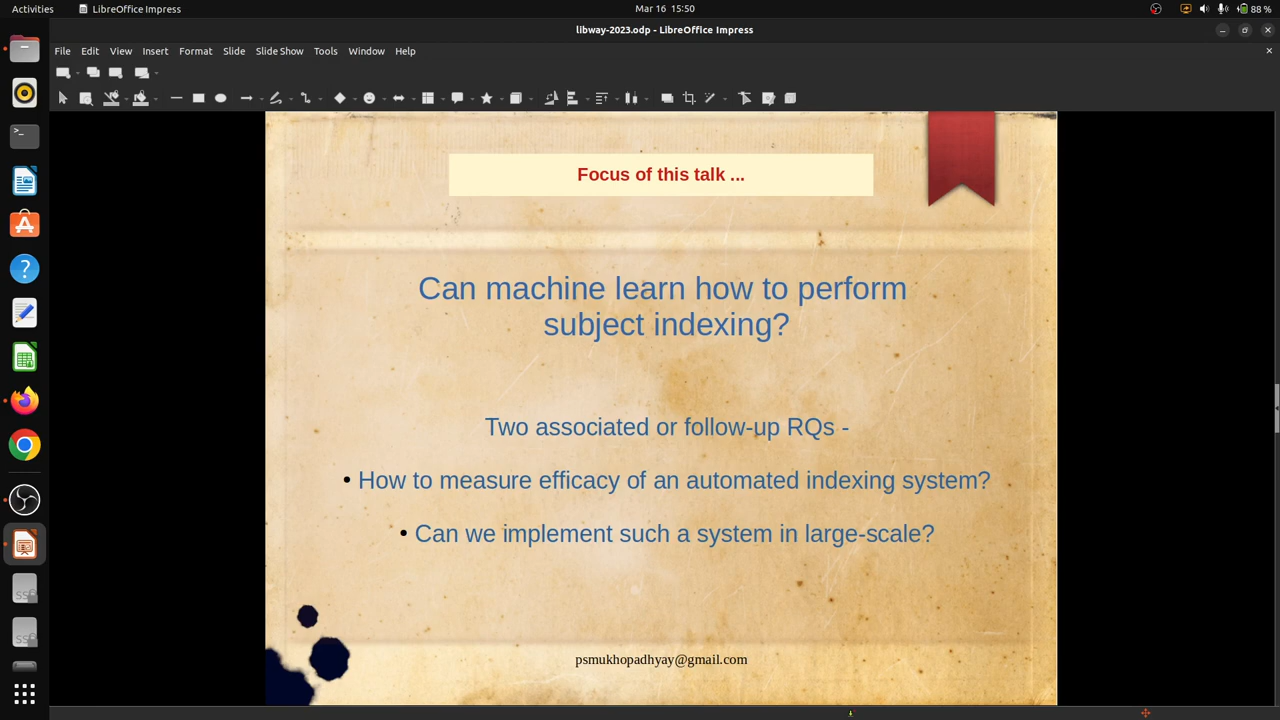 Activities LibreOffice Impress Mar 16 15:50 88 %
libway-2023.odp - LibreOffice Impress
File Edit View Insert Format Slide Slide Show Tools Window Help
Focus of this talk ...
Can machine learn how to perform
subject indexing?
Two associated or follow-up RQs -
• How to measure efficacy of an automated indexing system?
• Can we implement such a system in large-scale?
psmukhopadhyay@gmail.com